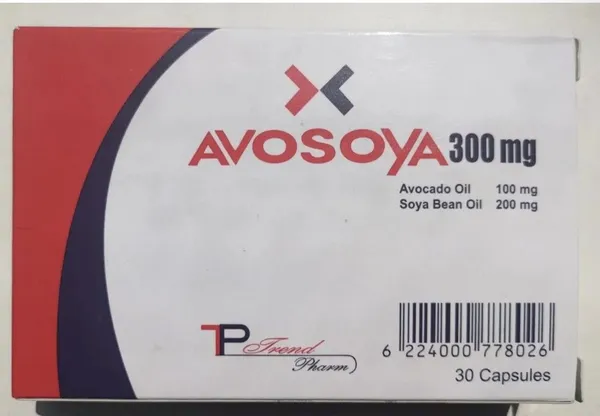 AVOSOYA 300 mg
Avocado Oil 100 mg
Soya Bean Oil 200 mg
TP Trend
Pharm
6 224000 778026
30 Capsules